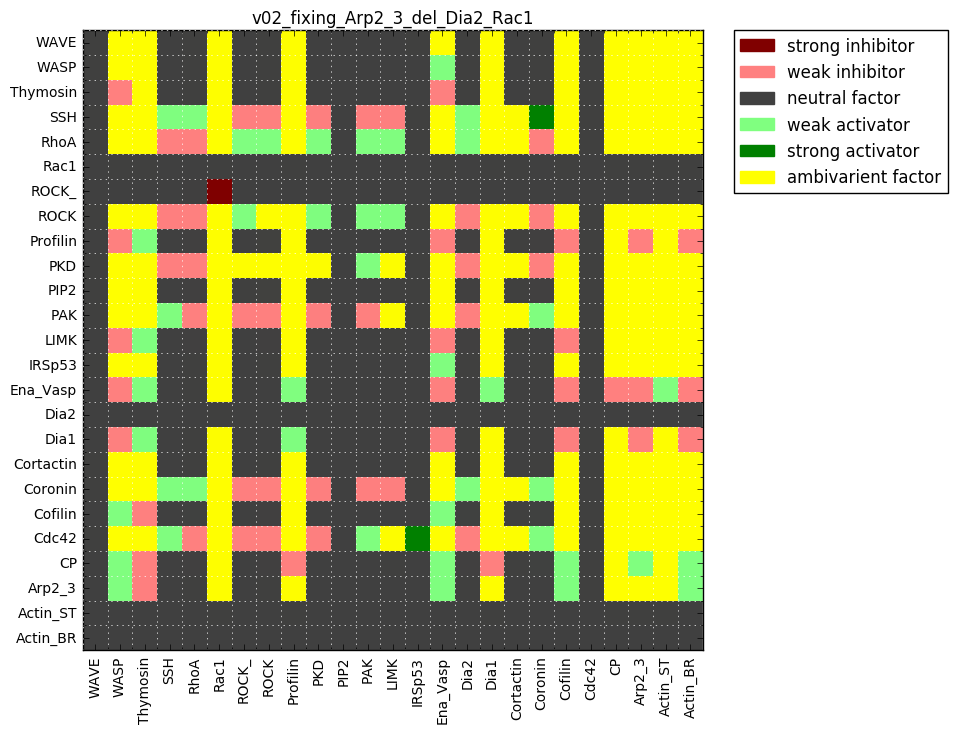 v02_fixing_Arp2_3_del_Dia2_Rac1
WAVE
WASP
Thymosin
SSH
RhoA
Rac1
ROCK_
ROCK
Profilin
PKD
PIP2
PAK
LIMK
IRSp53
Ena_Vasp
Dia2
Dia1
Cortactin
Coronin
Cofilin
Cdc42
CP
Arp2_3
Actin_ST
Actin_BR
WAVE
WASP
Thymosin
SSH
RhoA
Rac1
ROCK_
ROCK
Profilin
PKD
PIP2
PAK
LIMK
IRSp53
Ena_Vasp
Dia2
Dia1
Cortactin
Coronin
Cofilin
Cdc42
CP
Arp2_3
Actin_ST
Actin_BR
strong inhibitor
weak inhibitor
neutral factor
weak activator
strong activator
ambivarient factor